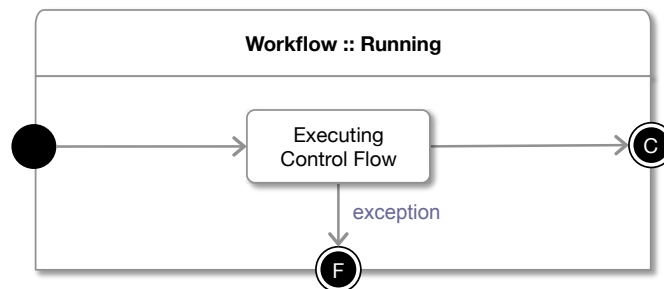 Workflow :: Running
Executing
Control Flow
C
exception
F